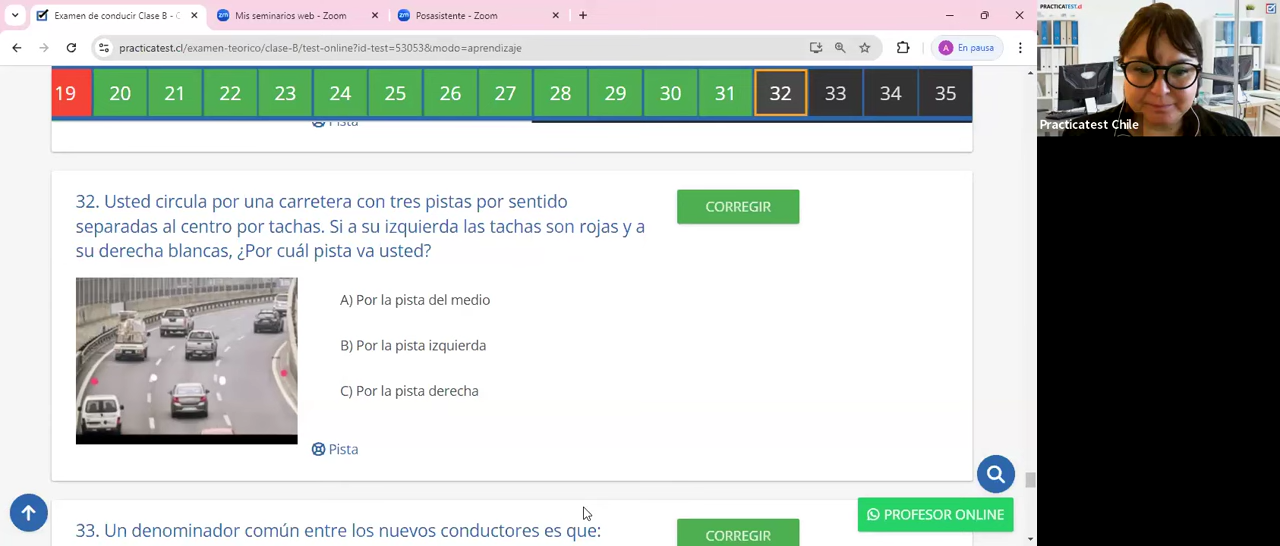 Examen de conducir Clase B - C
Mis seminarios web - Zoom
Posasistente - Zoom
practicatest.cl/examen-teorico/clase-B/test-online?id-test=53053&modo=aprendizaje
A En pausa
19 20 21 22 23 24 25 26 27 28 29 30 31 32 33 34 35
Pista
32. Usted circula por una carretera con tres pistas por sentido
separadas al centro por tachas. Si a su izquierda las tachas son rojas y a
su derecha blancas, ¿Por cuál pista va usted?
CORREGIR
A) Por la pista del medio
B) Por la pista izquierda
C) Por la pista derecha
Pista
PROFESOR ONLINE
33. Un denominador común entre los nuevos conductores es que:
CORREGIR
PRACTICATEST.CL
Practicatest Chile